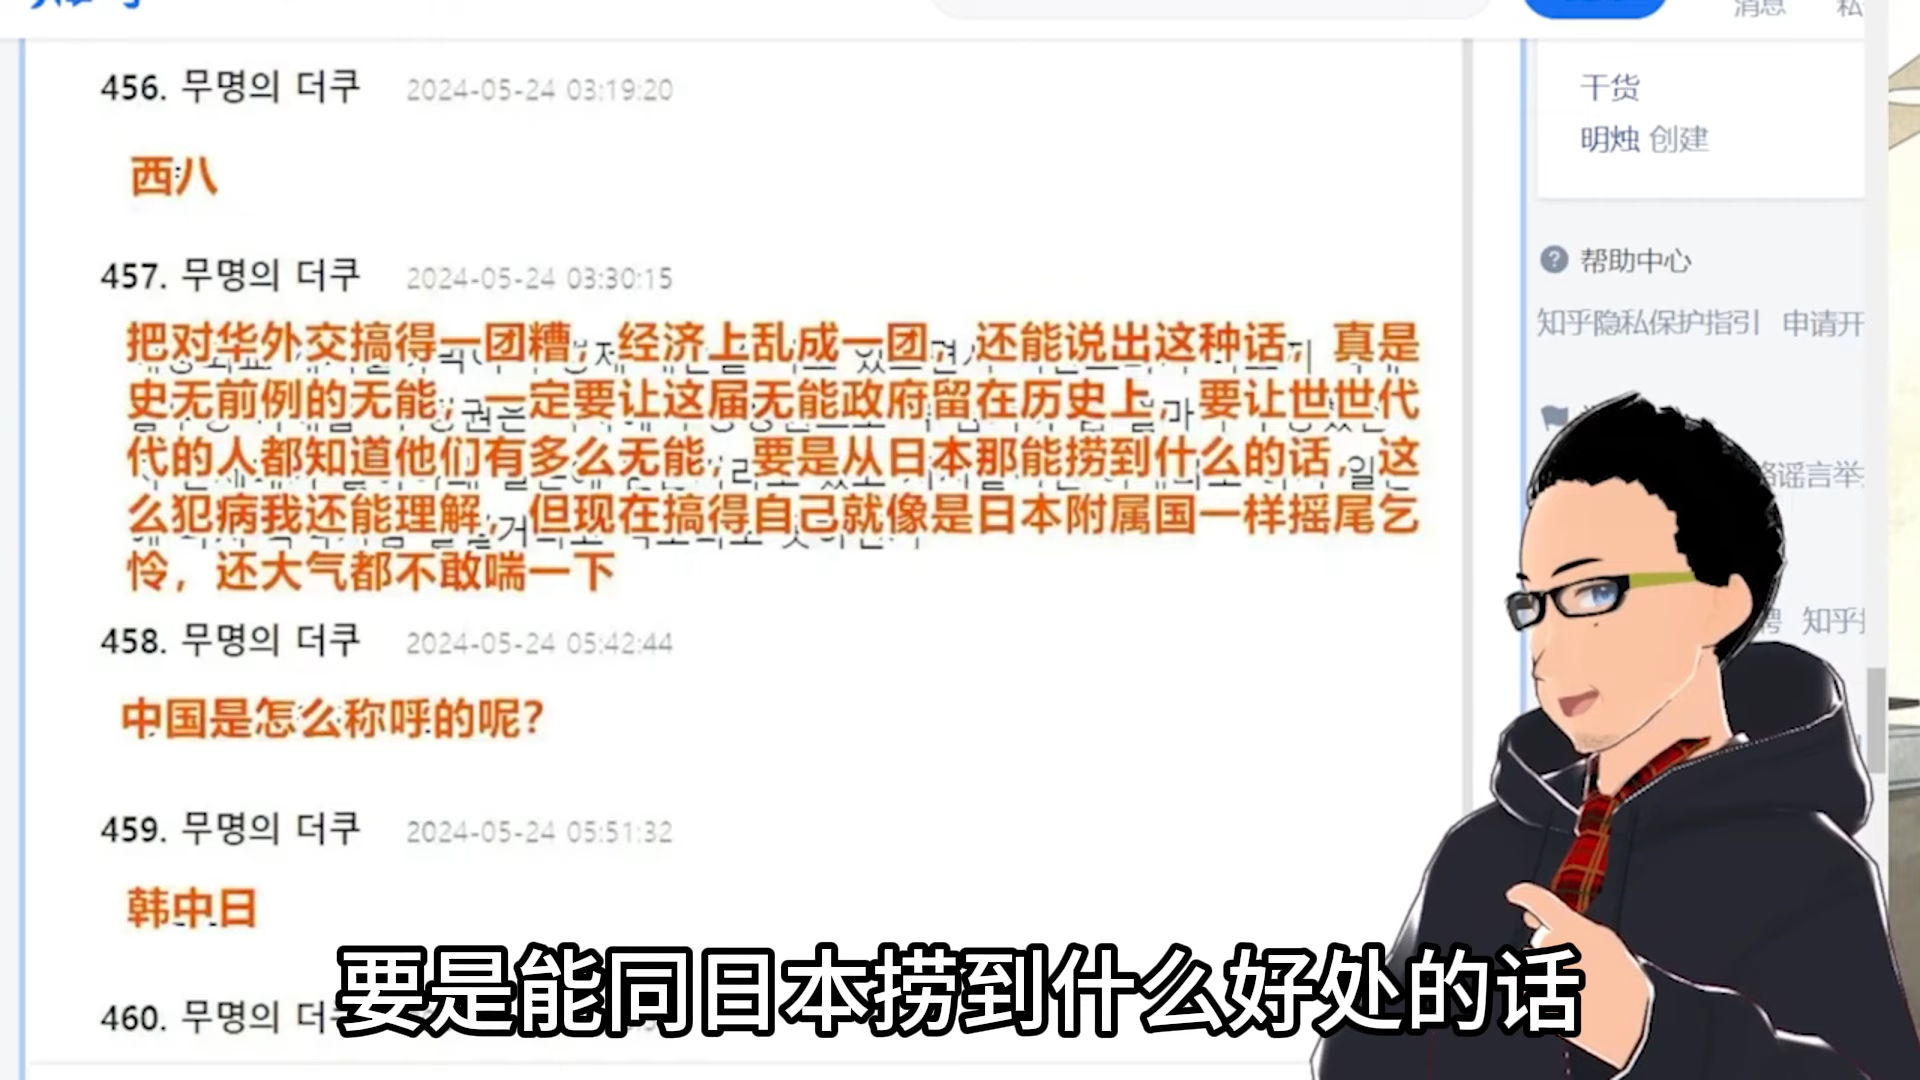 消息
456. 무명의 더쿠 2024-05-24 03:19:20
西八
457. 무명의 더쿠 2024-05-24 03:30:15
把对华外交搞得一团糟，经济上乱成一团，还能说出这种话，真是
史无前例的无能，一定要让这届无能政府留在历史上，要让世世代
代的人都知道他们有多么无能，要是从日本那能捞到什么的话，这
么犯病我还能理解，但现在搞得自己就像是日本附属国一样摇尾乞
怜，还大气都不敢喘一下
458. 무명의 더쿠 2024-05-24 05:42:44
中国是怎么称呼的呢？
459. 무명의 더쿠 2024-05-24 05:51:32
韩中日
460. 무명의
要是能同日本捞到什么好处的话
干货
明烛 创建
帮助中心
知乎隐私保护指引 申请开
谣言举
知乎